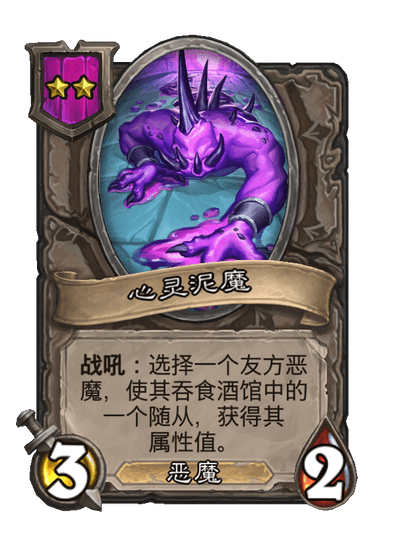 心灵泥魔
战吼：选择一个友方恶
魔，使其吞食酒馆中的
一个随从，获得其
属性值。
3
恶魔
2